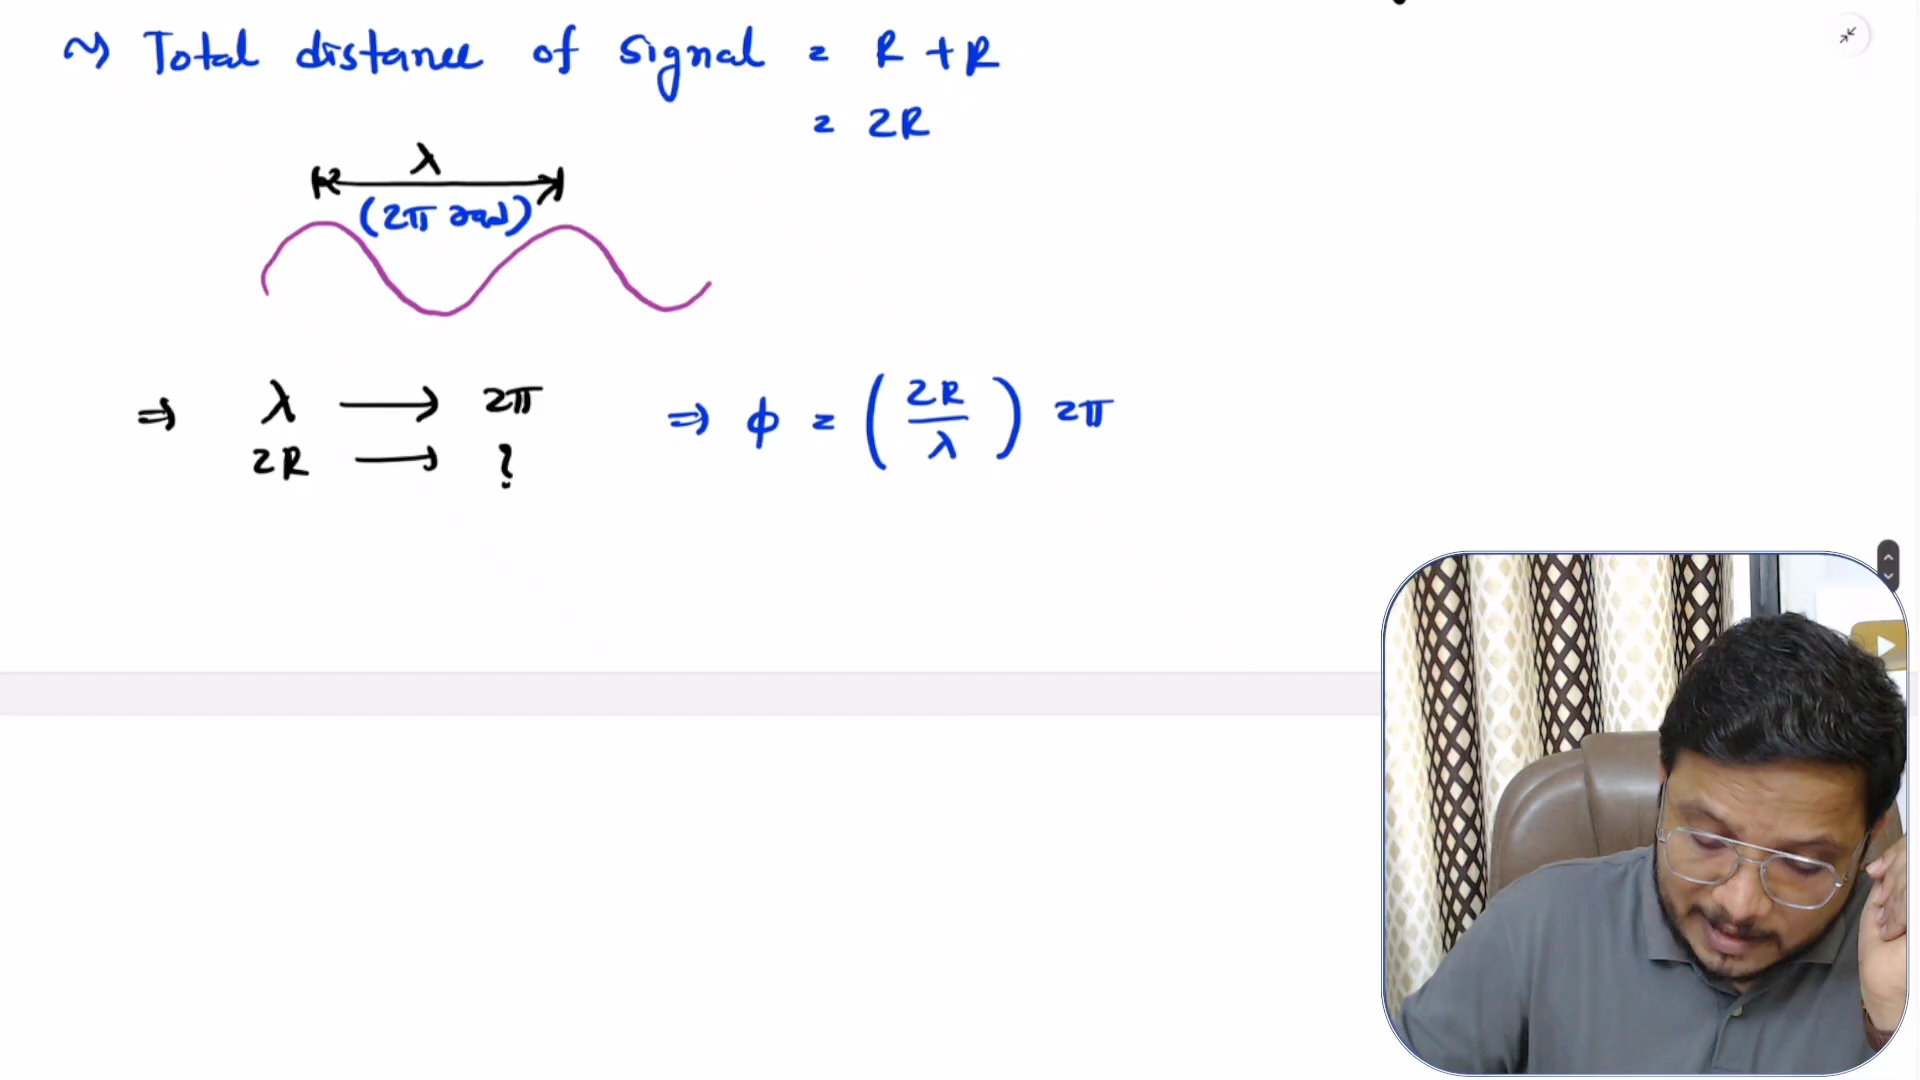 ~> Total distance of signal = R + R
= 2R
λ
(2π rad)
⇒ λ → 2π ⇒ ϕ = (2R/λ) 2π
2R → ?